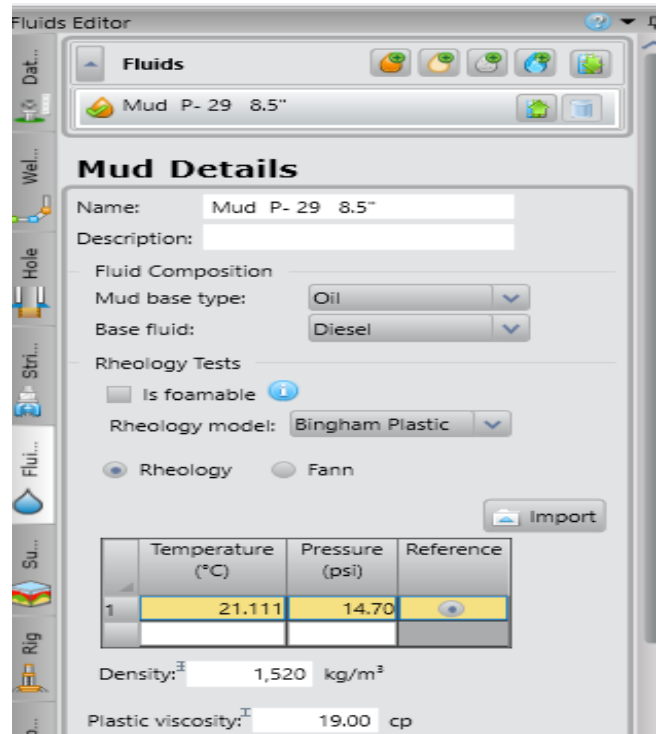 Fluids Editor
Dat...
Wel...
Hole
Stri...
Flui...
Su...
Rig
Fluids
Mud P- 29 8.5"
Mud Details
Name: Mud P- 29 8.5"
Description:
Fluid Composition
Mud base type: Oil
Base fluid: Diesel
Rheology Tests
Is foamable
Rheology model: Bingham Plastic
Rheology Fann
Import
Temperature (°C) Pressure (psi) Reference
1 21.111 14.70
Density: 1,520 kg/m³
Plastic viscosity: 19.00 cp